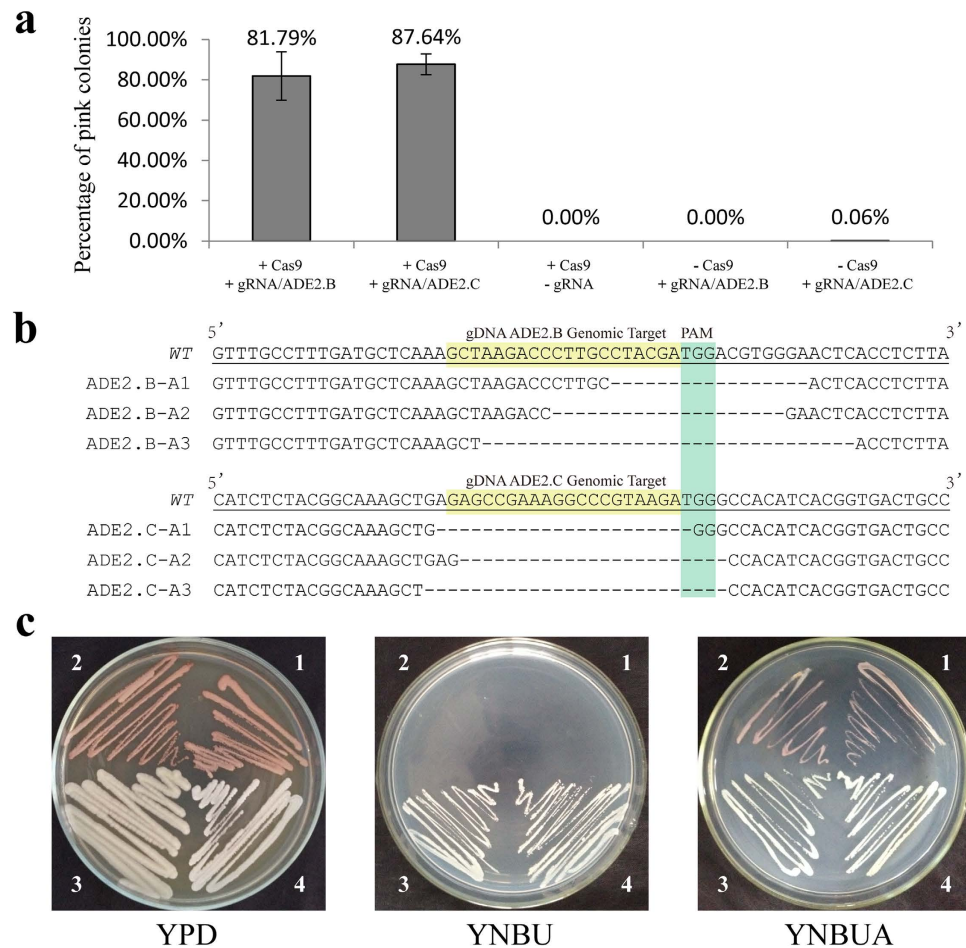 a
Percentage of pink colonies
100.00%
80.00%
60.00%
40.00%
20.00%
0.00%
81.79%
87.64%
0.00%
0.00%
0.06%
+ Cas9
+ gRNA/ADE2.B
+ Cas9
+ gRNA/ADE2.C
+ Cas9
- gRNA
- Cas9
+ gRNA/ADE2.B
- Cas9
+ gRNA/ADE2.C
b
5' gDNA ADE2.B Genomic Target PAM 3'
WT GTTTGCCTTTGATGCTCAAAGCTAAGACCCTTGCCTACGATGGACGTGGGAACTCACCTCTTA
ADE2.B-A1 GTTTGCCTTTGATGCTCAAAGCTAAGACCCTTGC-----------------ACTCACCTCTTA
ADE2.B-A2 GTTTGCCTTTGATGCTCAAAGCTAAGACC--------------------GAACTCACCTCTTA
ADE2.B-A3 GTTTGCCTTTGATGCTCAAAGCT--------------------------------ACCTCTTA
5' gDNA ADE2.C Genomic Target 3'
WT CATCTCTACGGCAAAGCTGAGAGCCGAAAGGCCCGTAAGATGGGCCACATCACGGTGACTGCC
ADE2.C-A1 CATCTCTACGGCAAAGCTG----------------------GGGCCACATCACGGTGACTGCC
ADE2.C-A2 CATCTCTACGGCAAAGCTGAG-----------------------CCACATCACGGTGACTGCC
ADE2.C-A3 CATCTCTACGGCAAAGCT--------------------------CCACATCACGGTGACTGCC
c
2 1
3 4
YPD
2 1
3 4
YNBU
2 1
3 4
YNBUA